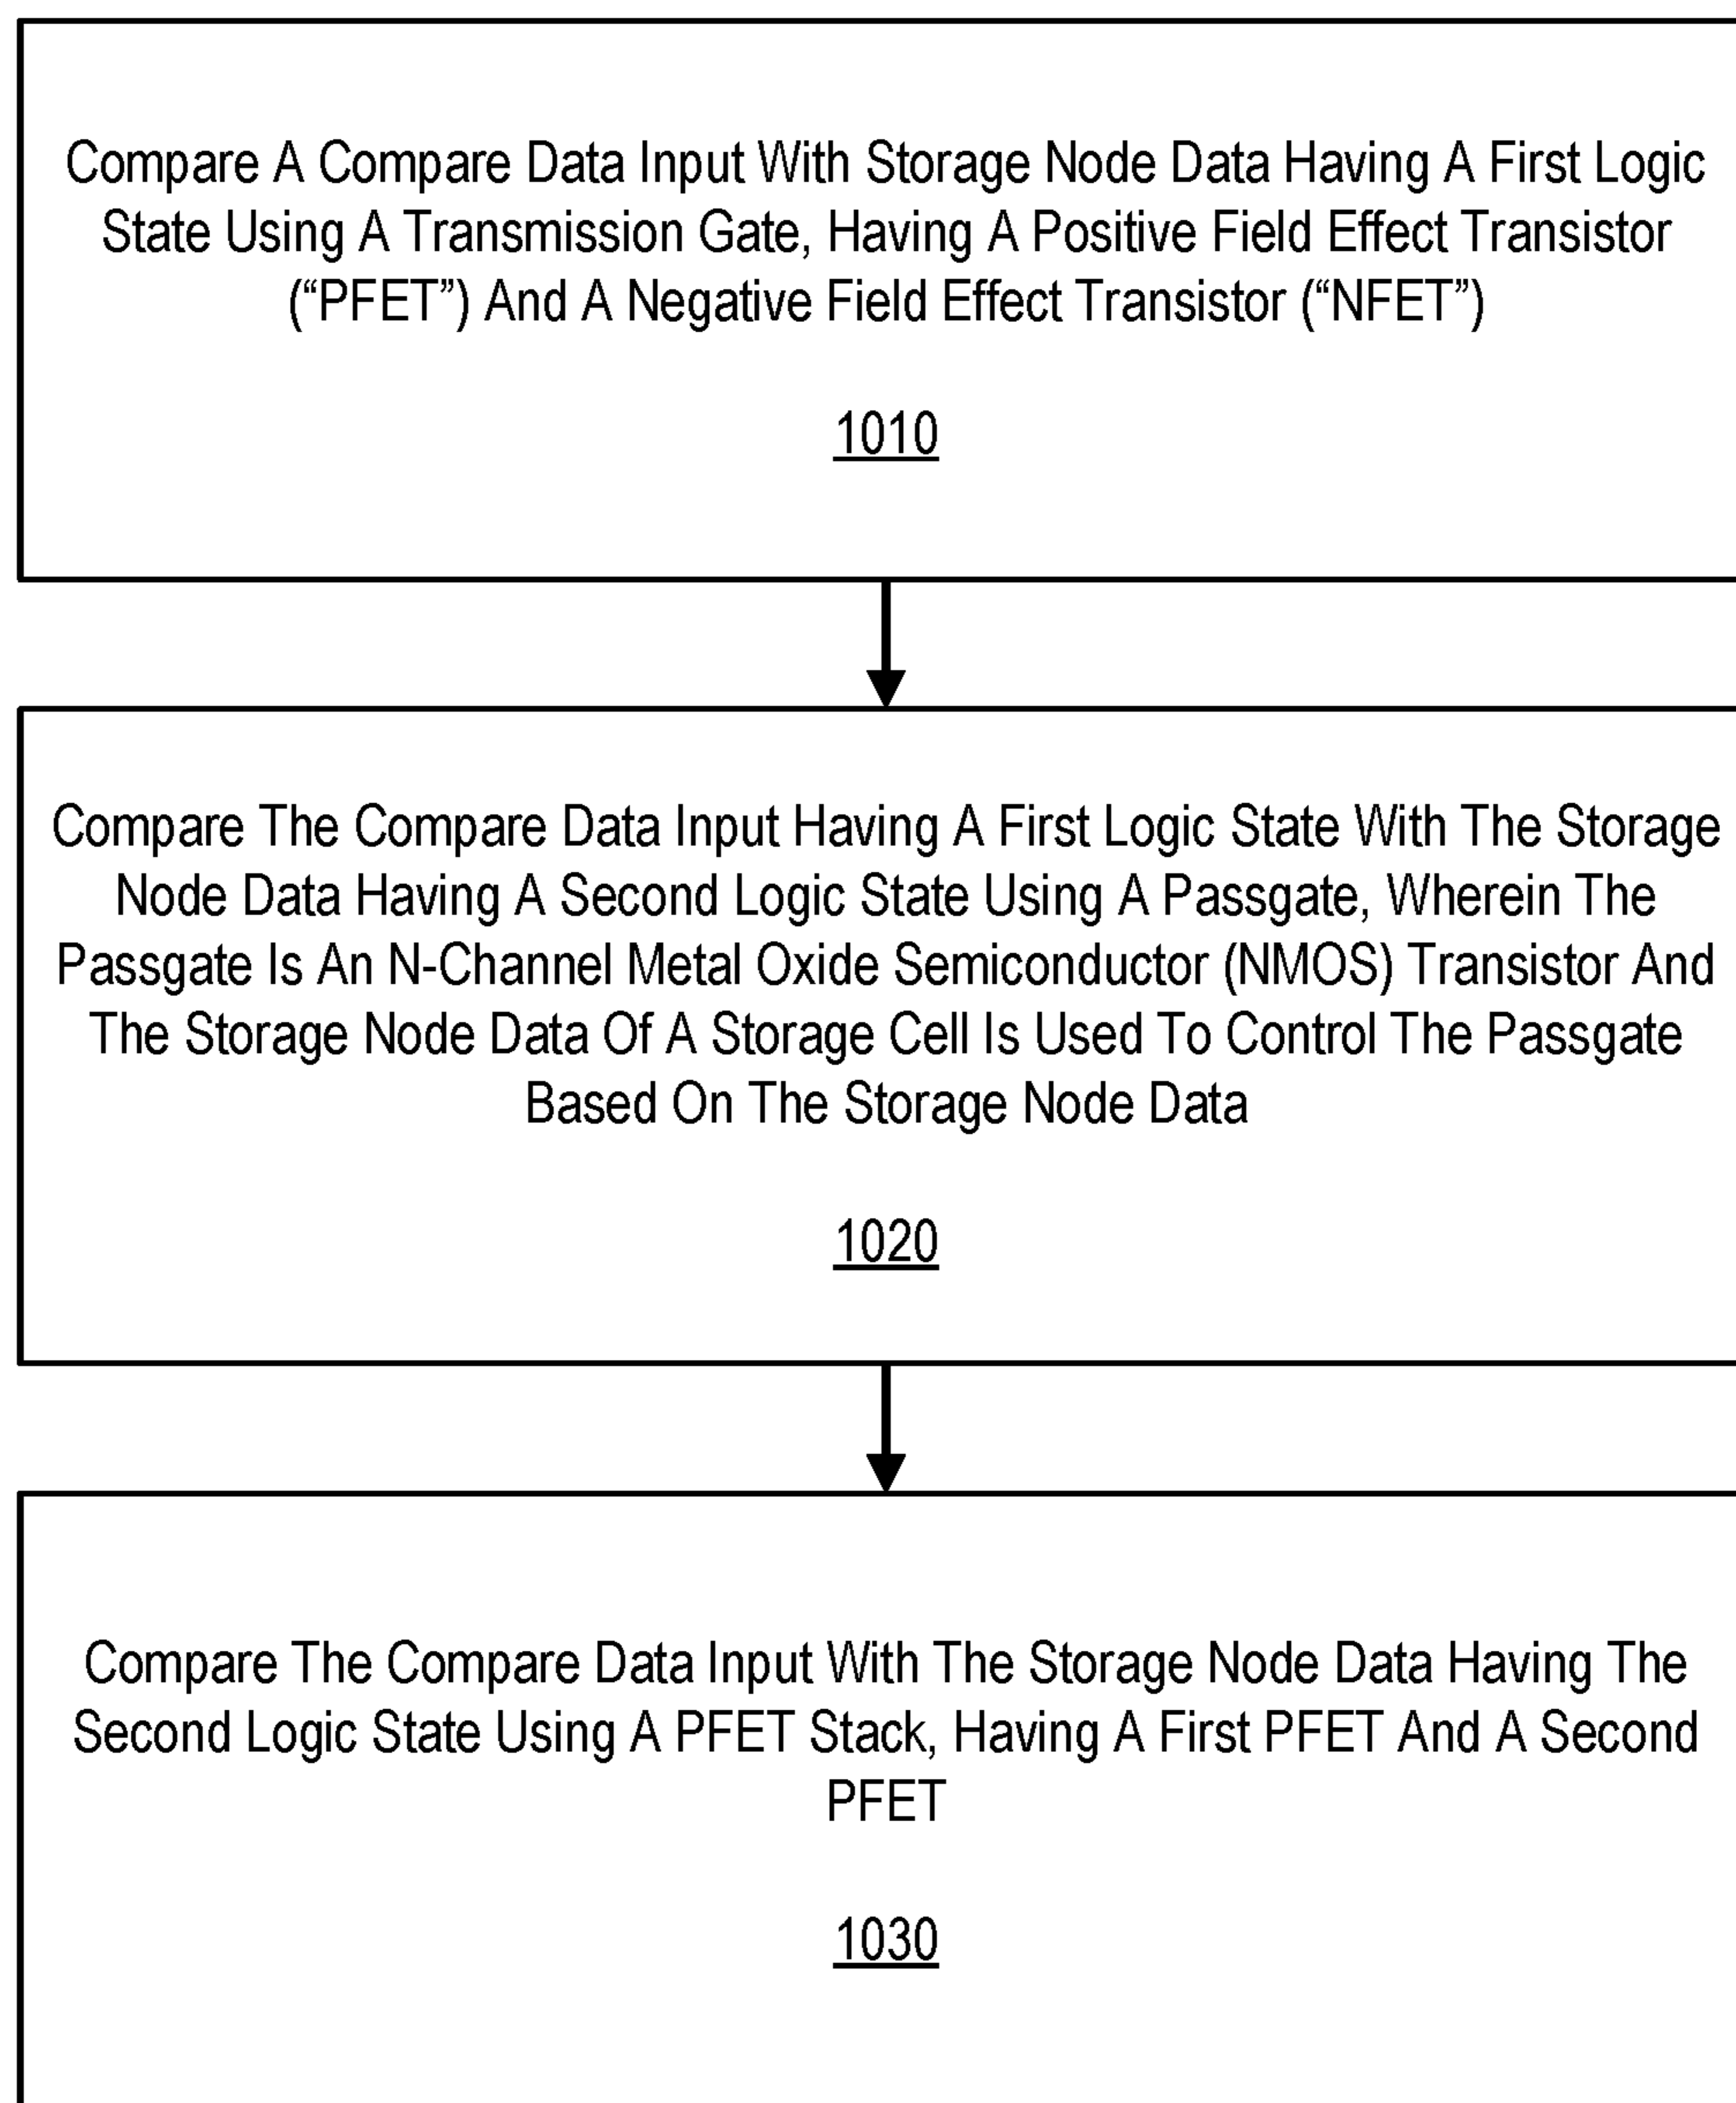 Compare A Compare Data Input With Storage Node Data Having A First Logic
State Using A Transmission Gate, Having A Positive Field Effect Transistor
(“PFET”) And A Negative Field Effect Transistor (“NFET”)
1010
Compare The Compare Data Input Having A First Logic State With The Storage
Node Data Having A Second Logic State Using A Passgate, Wherein The
Passgate Is An N-Channel Metal Oxide Semiconductor (NMOS) Transistor And
The Storage Node Data Of A Storage Cell Is Used To Control The Passgate
Based On The Storage Node Data
1020
Compare The Compare Data Input With The Storage Node Data Having The
Second Logic State Using A PFET Stack, Having A First PFET And A Second
PFET
1030